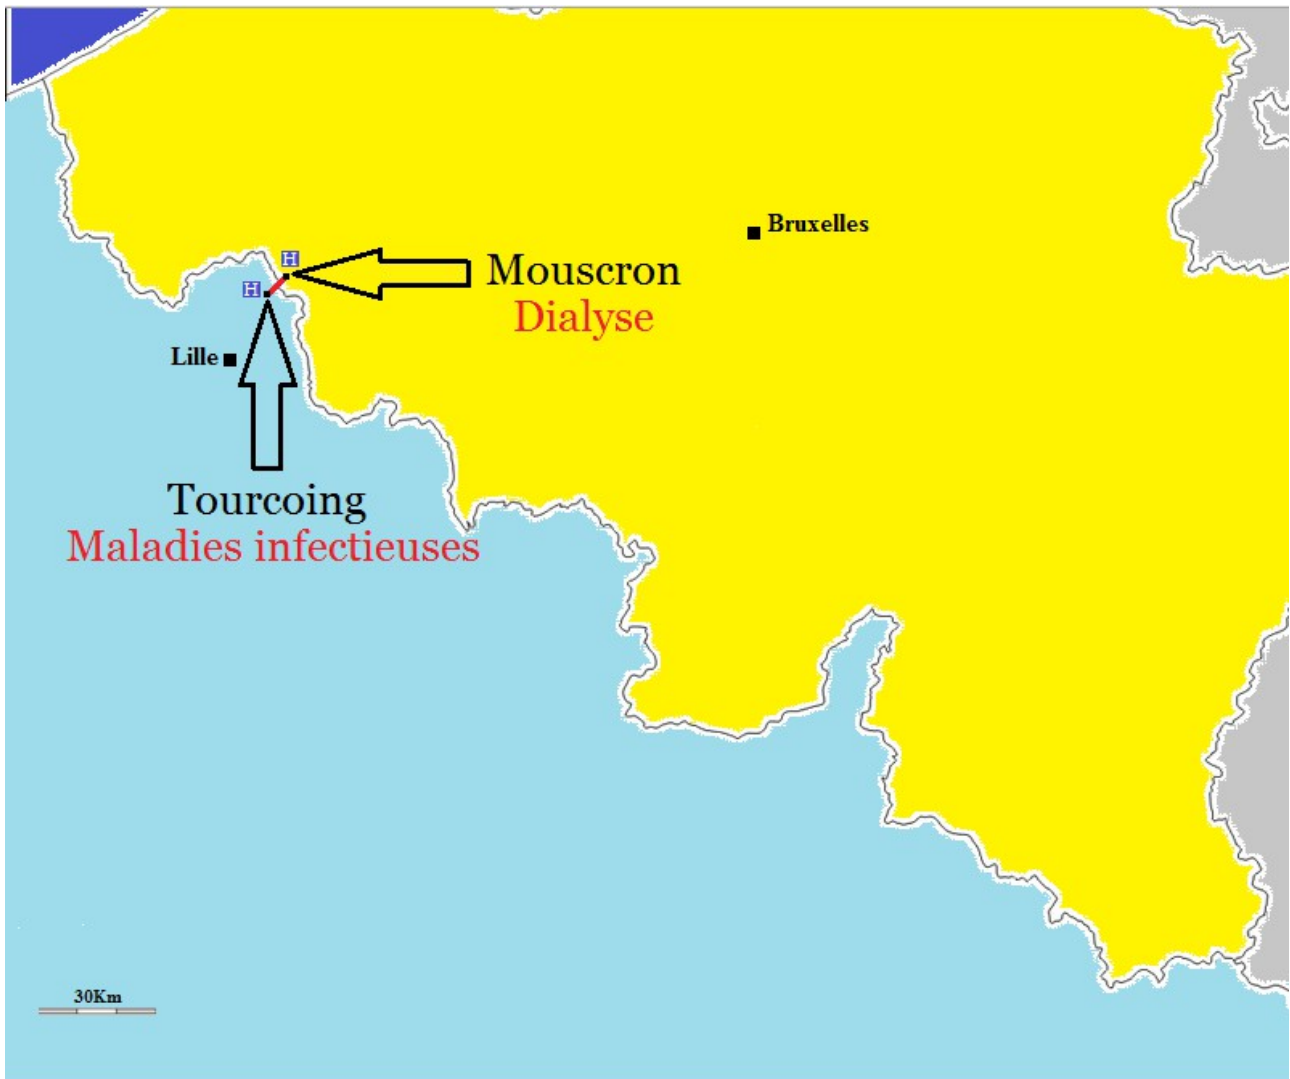 Bruxelles
H
Mouscron
Dialyse
H
Lille
Tourcoing
Maladies infectieuses
30Km